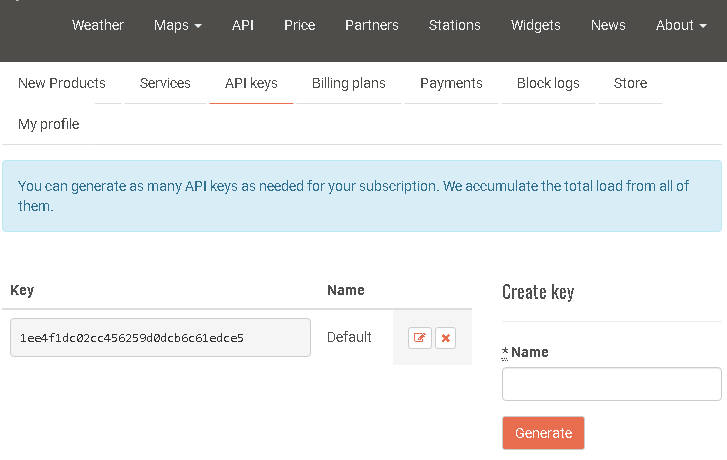 Weather Maps API Price Partners Stations Widgets News About
New Products Services API keys Billing plans Payments Block logs Store
My profile
You can generate as many API keys as needed for your subscription. We accumulate the total load from all of
them.
Key Name
1ee4f1dc02cc456259d0dcb6c61edce5 Default
Create key
* Name
Generate